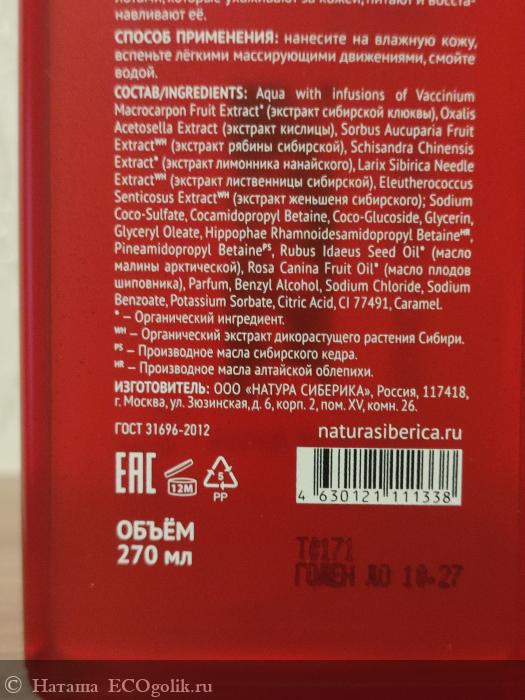 лотами, которые ухаживают за кожей, питают и восста-
навливают её.
СПОСОБ ПРИМЕНЕНИЯ: нанесите на влажную кожу,
вспеньте лёгкими массирующими движениями, смойте
водой.
СОСТАВ/INGREDIENTS: Aqua with infusions of Vaccinium
Macrocarpon Fruit Extract* (экстракт сибирской клюквы), Oxalis
Acetosella Extract (экстракт кислицы), Sorbus Aucuparia Fruit
Extractᵂᴴ (экстракт рябины сибирской), Schisandra Chinensis
Extract* (экстракт лимонника нанайского), Larix Sibirica Needle
Extractᵂᴴ (экстракт лиственницы сибирской), Eleutherococcus
Senticosus Extractᵂᴴ (экстракт женьшеня сибирского); Sodium
Coco-Sulfate, Cocamidopropyl Betaine, Coco-Glucoside, Glycerin,
Glyceryl Oleate, Hippophae Rhamnoidesamidopropyl Betaineᴴᴿ,
Pineamidopropyl Betaineᴾˢ, Rubus Idaeus Seed Oil* (масло
малины арктической), Rosa Canina Fruit Oil* (масло плодов
шиповника), Parfum, Benzyl Alcohol, Sodium Chloride, Sodium
Benzoate, Potassium Sorbate, Citric Acid, CI 77491, Caramel.
* – Органический ингредиент.
ᵂᴴ – Органический экстракт дикорастущего растения Сибири.
ᴾˢ – Производное масла сибирского кедра.
ᴴᴿ – Производное масла алтайской облепихи.
ИЗГОТОВИТЕЛЬ: ООО «НАТУРА СИБЕРИКА», Россия, 117418,
г. Москва, ул. Зюзинская, д. 6, корп. 2, пом. XV, комн. 26.
ГОСТ 31696-2012
naturasiberica.ru
EAC
12M
5
PP
4 630121 111338
ОБЪЁМ
270 мл
ГОДЕН ДО 10-27
© Наташа ECOgolik.ru